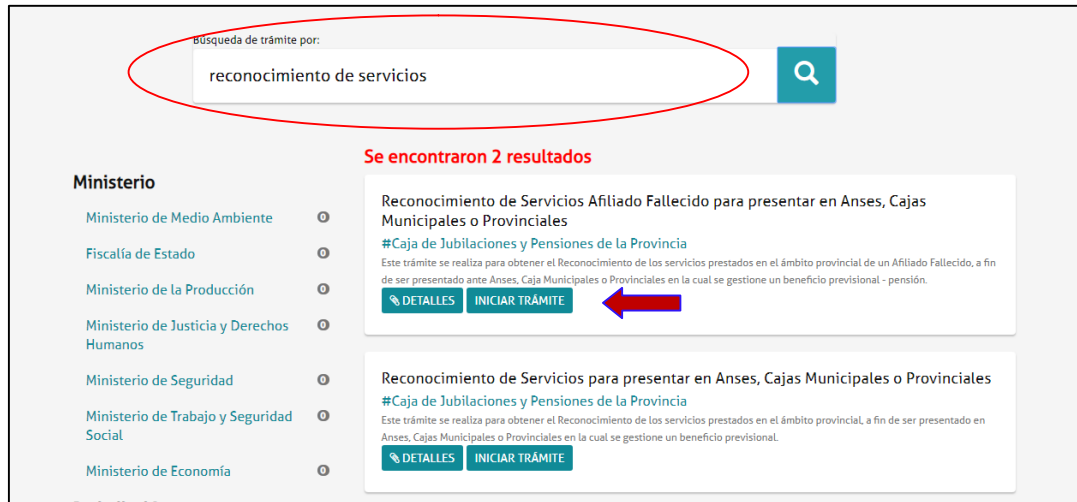 Búsqueda de trámite por:
reconocimiento de servicios
Se encontraron 2 resultados
Ministerio
Ministerio de Medio Ambiente 0
Fiscalía de Estado 0
Ministerio de la Producción 0
Ministerio de Justicia y Derechos
Humanos 0
Ministerio de Seguridad 0
Ministerio de Trabajo y Seguridad
Social 0
Ministerio de Economía 0
Reconocimiento de Servicios Afiliado Fallecido para presentar en Anses, Cajas
Municipales o Provinciales
#Caja de Jubilaciones y Pensiones de la Provincia
Este trámite se realiza para obtener el Reconocimiento de los servicios prestados en el ámbito provincial de un Afiliado Fallecido, a fin
de ser presentado ante Anses, Caja Municipales o Provinciales en la cual se gestione un beneficio previsional - pensión.
DETALLES INICIAR TRÁMITE
Reconocimiento de Servicios para presentar en Anses, Cajas Municipales o Provinciales
#Caja de Jubilaciones y Pensiones de la Provincia
Este trámite se realiza para obtener el Reconocimiento de los servicios prestados en el ámbito provincial, a fin de ser presentado en
Anses, Cajas Municipales o Provinciales en la cual se gestione un beneficio previsional.
DETALLES INICIAR TRÁMITE